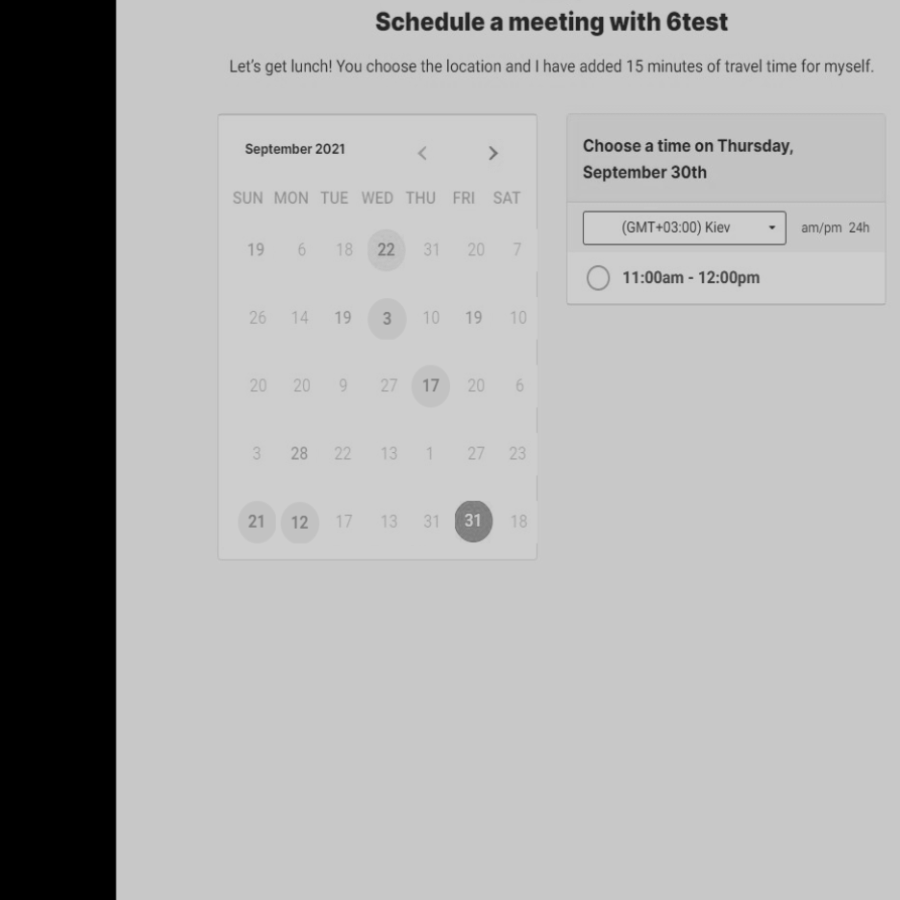 Schedule a meeting with 6test
Let's get lunch! You choose the location and I have added 15 minutes of travel time for myself.
September 2021
SUN MON TUE WED THU FRI SAT
19 6 18 22 31 20 7
26 14 19 3 10 19 10
20 20 9 27 17 20 6
3 28 22 13 1 27 23
21 12 17 13 31 31 18
Choose a time on Thursday,
September 30th
(GMT+03:00) Kiev am/pm 24h
11:00am - 12:00pm